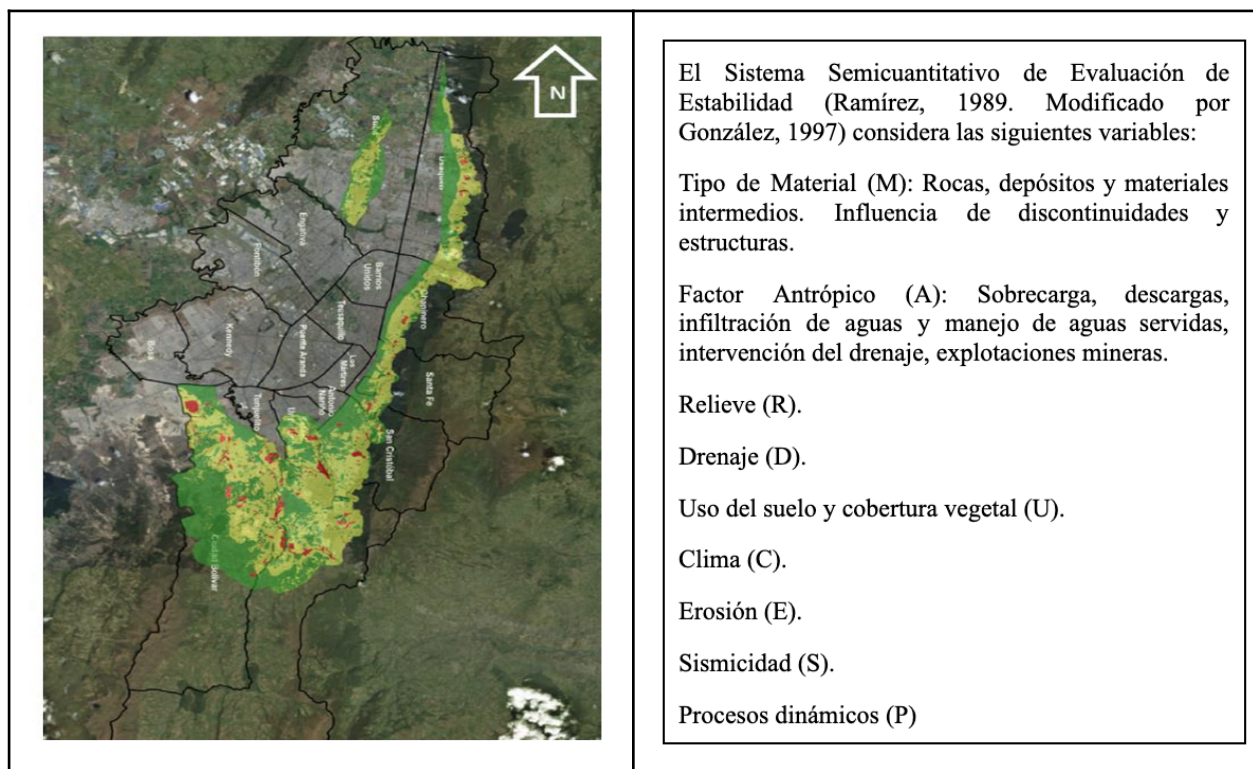 N
Suba
Usaquén
Engativá
Fontibón
Barrios
Unidos
Chapinero
Teusaquillo
Kennedy
Puente Aranda
Los
Mártires
Bosa
Santa Fe
Antonio
Nariño
Tunjuelito
San Cristóbal
Ciudad Bolívar
El Sistema Semicuantitativo de Evaluación de
Estabilidad (Ramírez, 1989. Modificado por
González, 1997) considera las siguientes variables:
Tipo de Material (M): Rocas, depósitos y materiales
intermedios. Influencia de discontinuidades y
estructuras.
Factor Antrópico (A): Sobrecarga, descargas,
infiltración de aguas y manejo de aguas servidas,
intervención del drenaje, explotaciones mineras.
Relieve (R).
Drenaje (D).
Uso del suelo y cobertura vegetal (U).
Clima (C).
Erosión (E).
Sismicidad (S).
Procesos dinámicos (P)